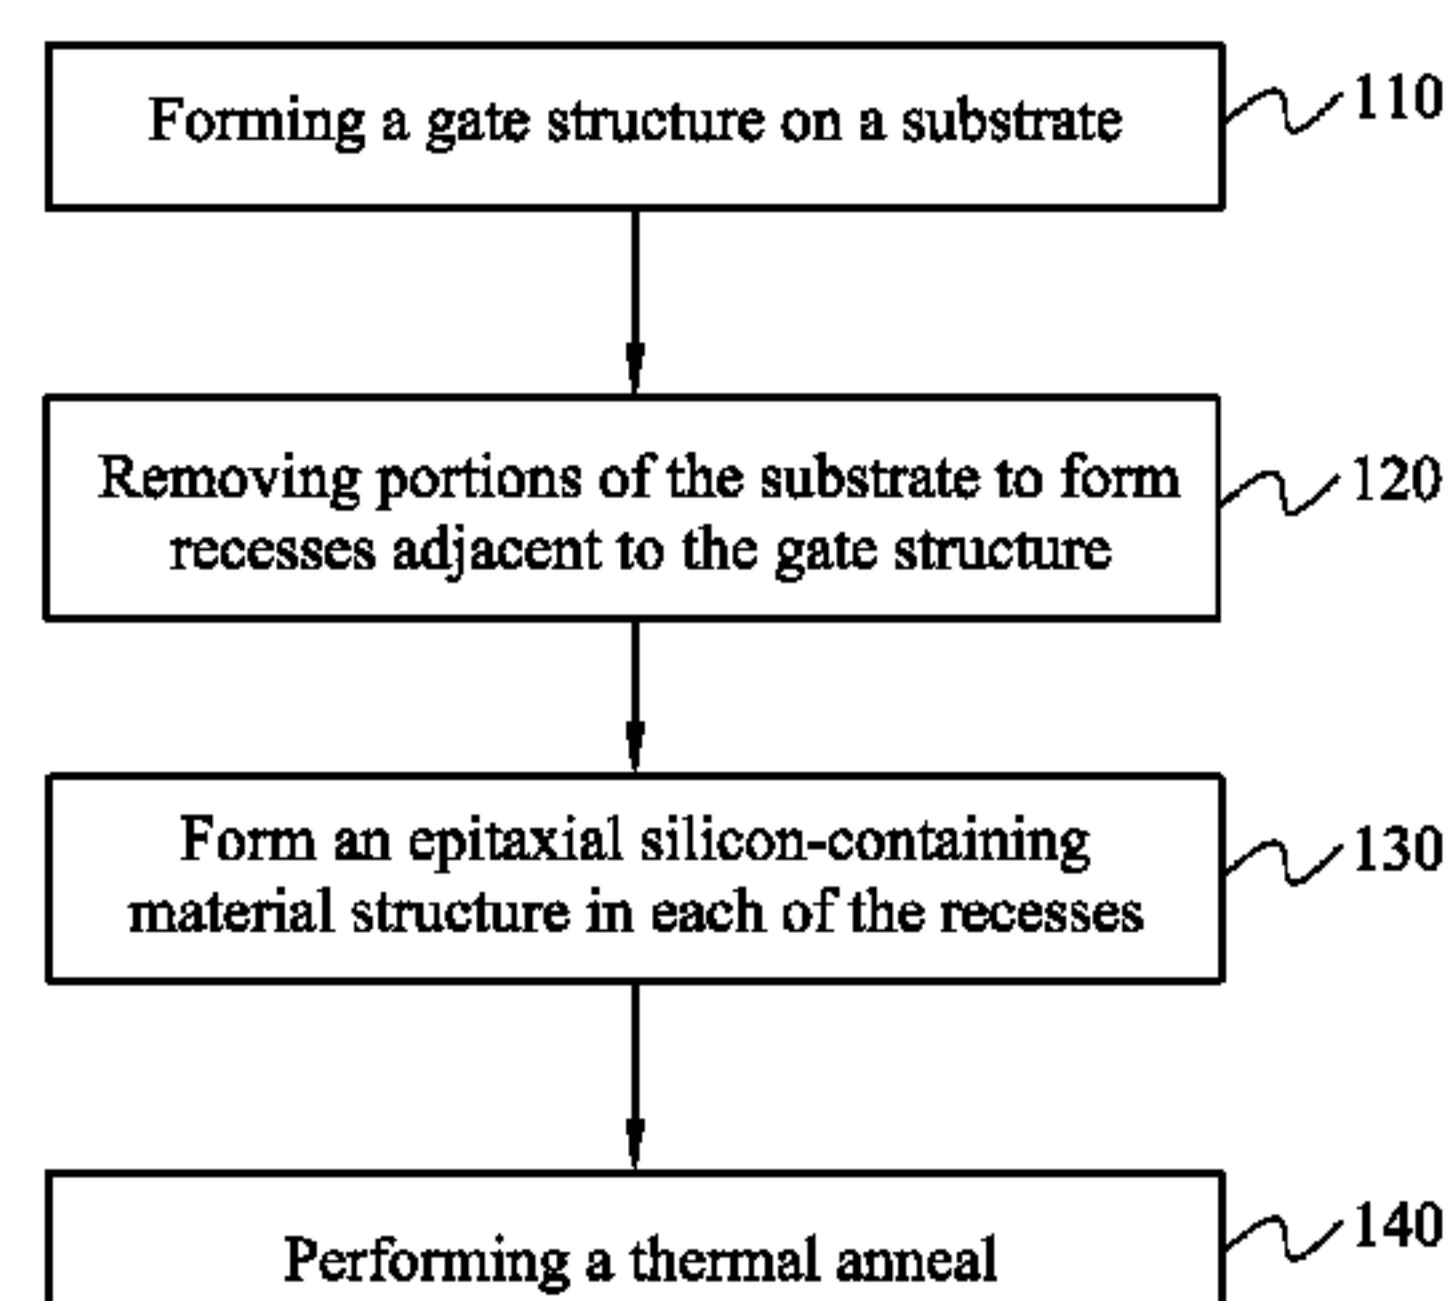 Forming a gate structure on a substrate
110
Removing portions of the substrate to form
recesses adjacent to the gate structure
120
Form an epitaxial silicon-containing
material structure in each of the recesses
130
Performing a thermal anneal
140